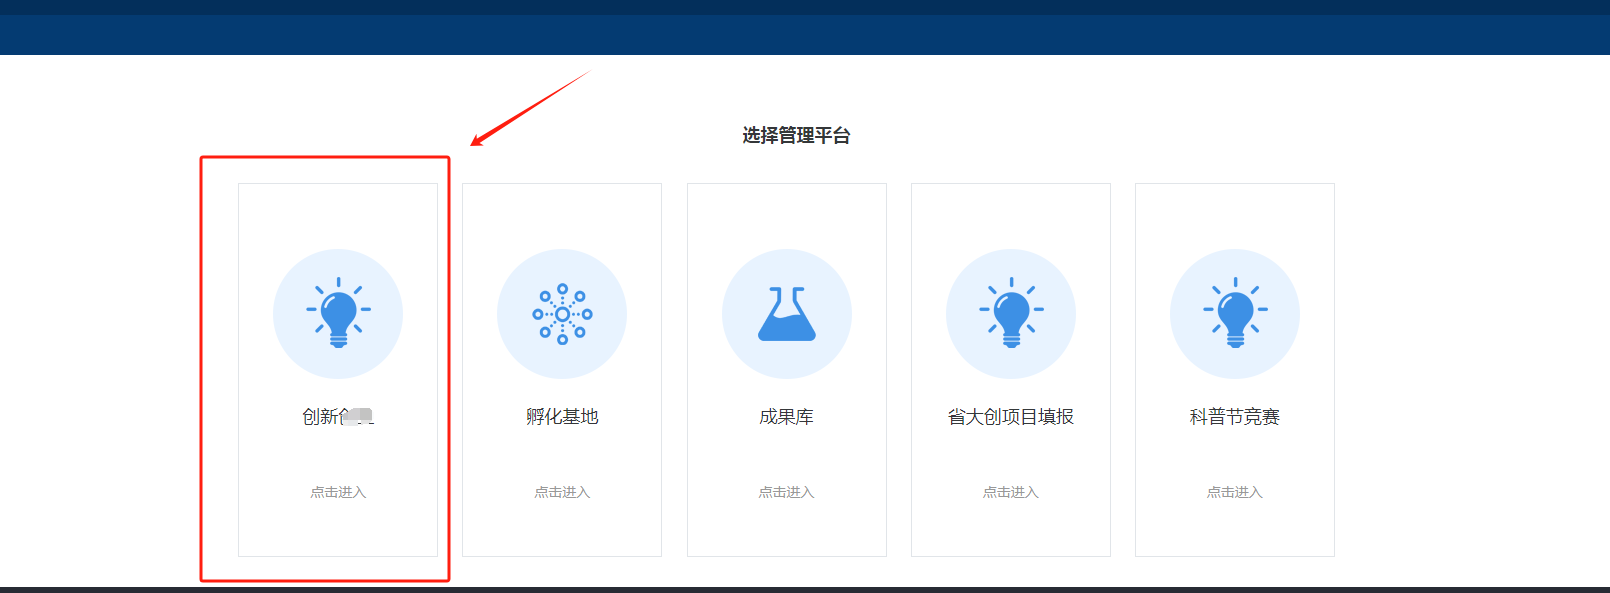 选择管理平台
创新
孵化基地
成果库
省大创项目填报
科普节竞赛
点击进入
点击进入
点击进入
点击进入
点击进入